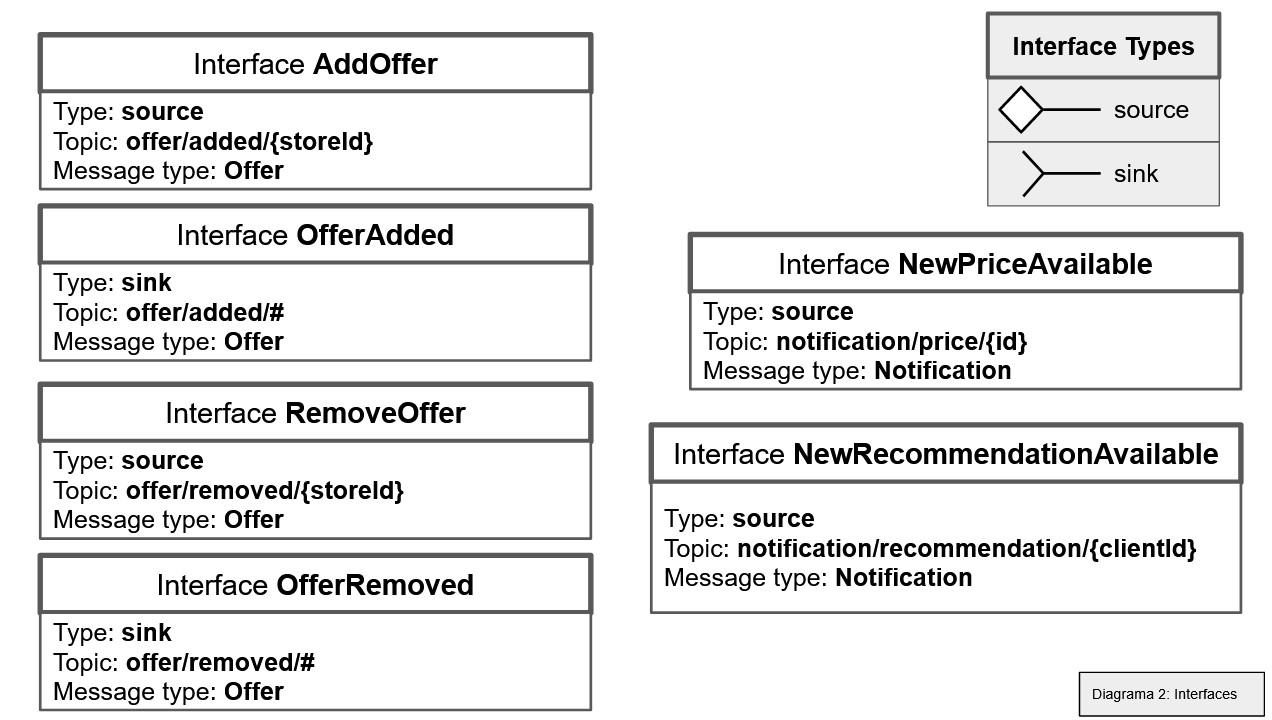 Interface AddOffer
Type: source
Topic: offer/added/{storeId}
Message type: Offer
Interface OfferAdded
Type: sink
Topic: offer/added/#
Message type: Offer
Interface RemoveOffer
Type: source
Topic: offer/removed/{storeId}
Message type: Offer
Interface OfferRemoved
Type: sink
Topic: offer/removed/#
Message type: Offer
Interface Types
source
sink
Interface NewPriceAvailable
Type: source
Topic: notification/price/{id}
Message type: Notification
Interface NewRecommendationAvailable
Type: source
Topic: notification/recommendation/{clientId}
Message type: Notification
Diagrama 2: Interfaces